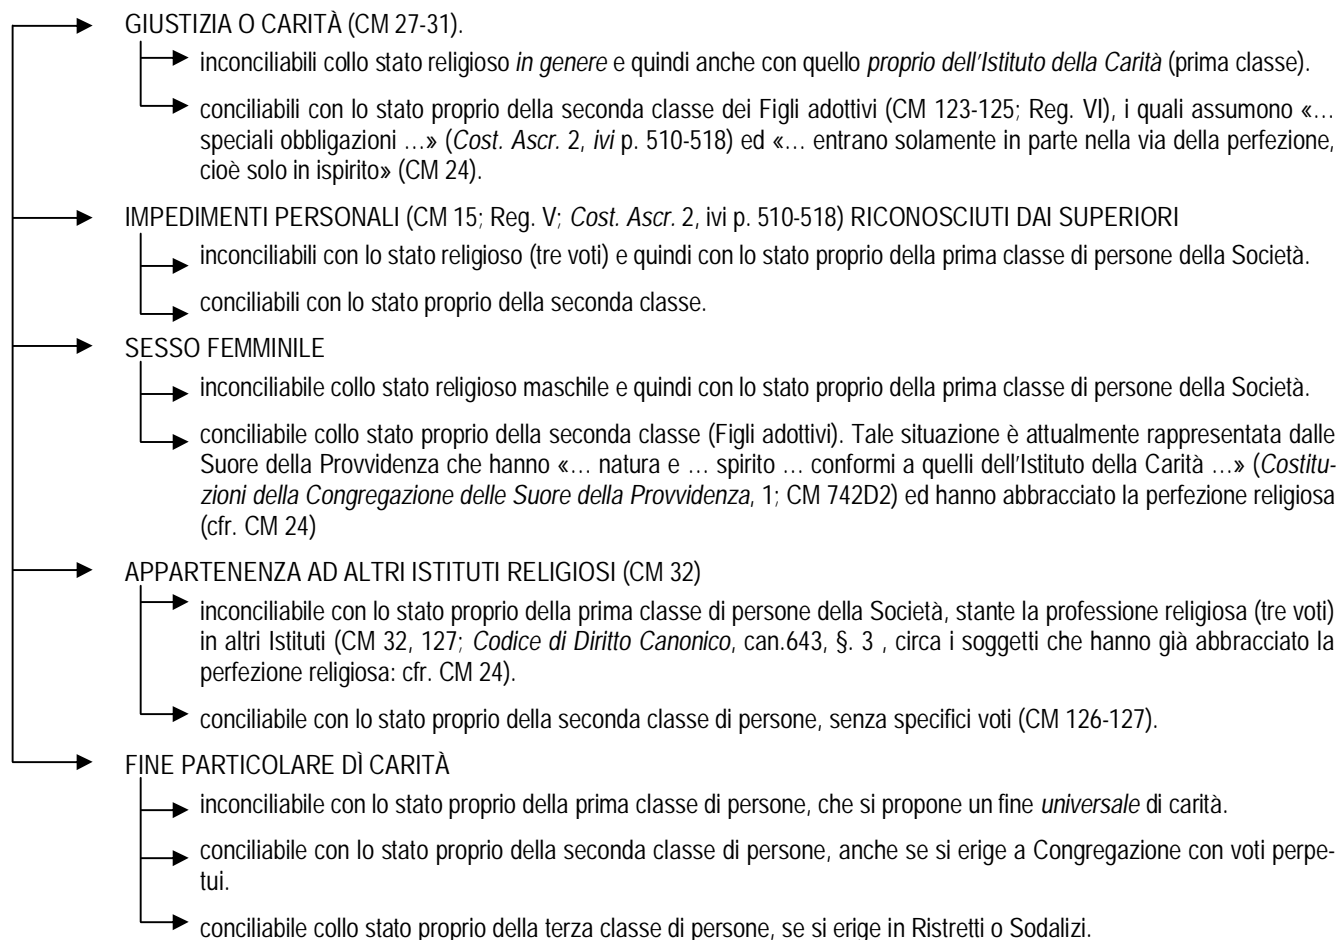 GIUSTIZIA O CARITÀ (CM 27-31).
inconciliabili collo stato religioso in genere e quindi anche con quello proprio dell'Istituto della Carità (prima classe).
conciliabili con lo stato proprio della seconda classe dei Figli adottivi (CM 123-125; Reg. VI), i quali assumono «…
speciali obbligazioni …» (Cost. Ascr. 2, ivi p. 510-518) ed «… entrano solamente in parte nella via della perfezione,
cioè solo in ispirito» (CM 24).
IMPEDIMENTI PERSONALI (CM 15; Reg. V; Cost. Ascr. 2, ivi p. 510-518) RICONOSCIUTI DAI SUPERIORI
inconciliabili con lo stato religioso (tre voti) e quindi con lo stato proprio della prima classe di persone della Società.
conciliabili con lo stato proprio della seconda classe.
SESSO FEMMINILE
inconciliabile collo stato religioso maschile e quindi con lo stato proprio della prima classe di persone della Società.
conciliabile collo stato proprio della seconda classe (Figli adottivi). Tale situazione è attualmente rappresentata dalle
Suore della Provvidenza che hanno «… natura e … spirito … conformi a quelli dell'Istituto della Carità …» (Costitu-
zioni della Congregazione delle Suore della Provvidenza, 1; CM 742D2) ed hanno abbracciato la perfezione religiosa
(cfr. CM 24)
APPARTENENZA AD ALTRI ISTITUTI RELIGIOSI (CM 32)
inconciliabile con lo stato proprio della prima classe di persone della Società, stante la professione religiosa (tre voti)
in altri Istituti (CM 32, 127; Codice di Diritto Canonico, can.643, §. 3 , circa i soggetti che hanno già abbracciato la
perfezione religiosa: cfr. CM 24).
conciliabile con lo stato proprio della seconda classe di persone, senza specifici voti (CM 126-127).
FINE PARTICOLARE DÌ CARITÀ
inconciliabile con lo stato proprio della prima classe di persone, che si propone un fine universale di carità.
conciliabile con lo stato proprio della seconda classe di persone, anche se si erige a Congregazione con voti perpe-
tui.
conciliabile collo stato proprio della terza classe di persone, se si erige in Ristretti o Sodalizi.